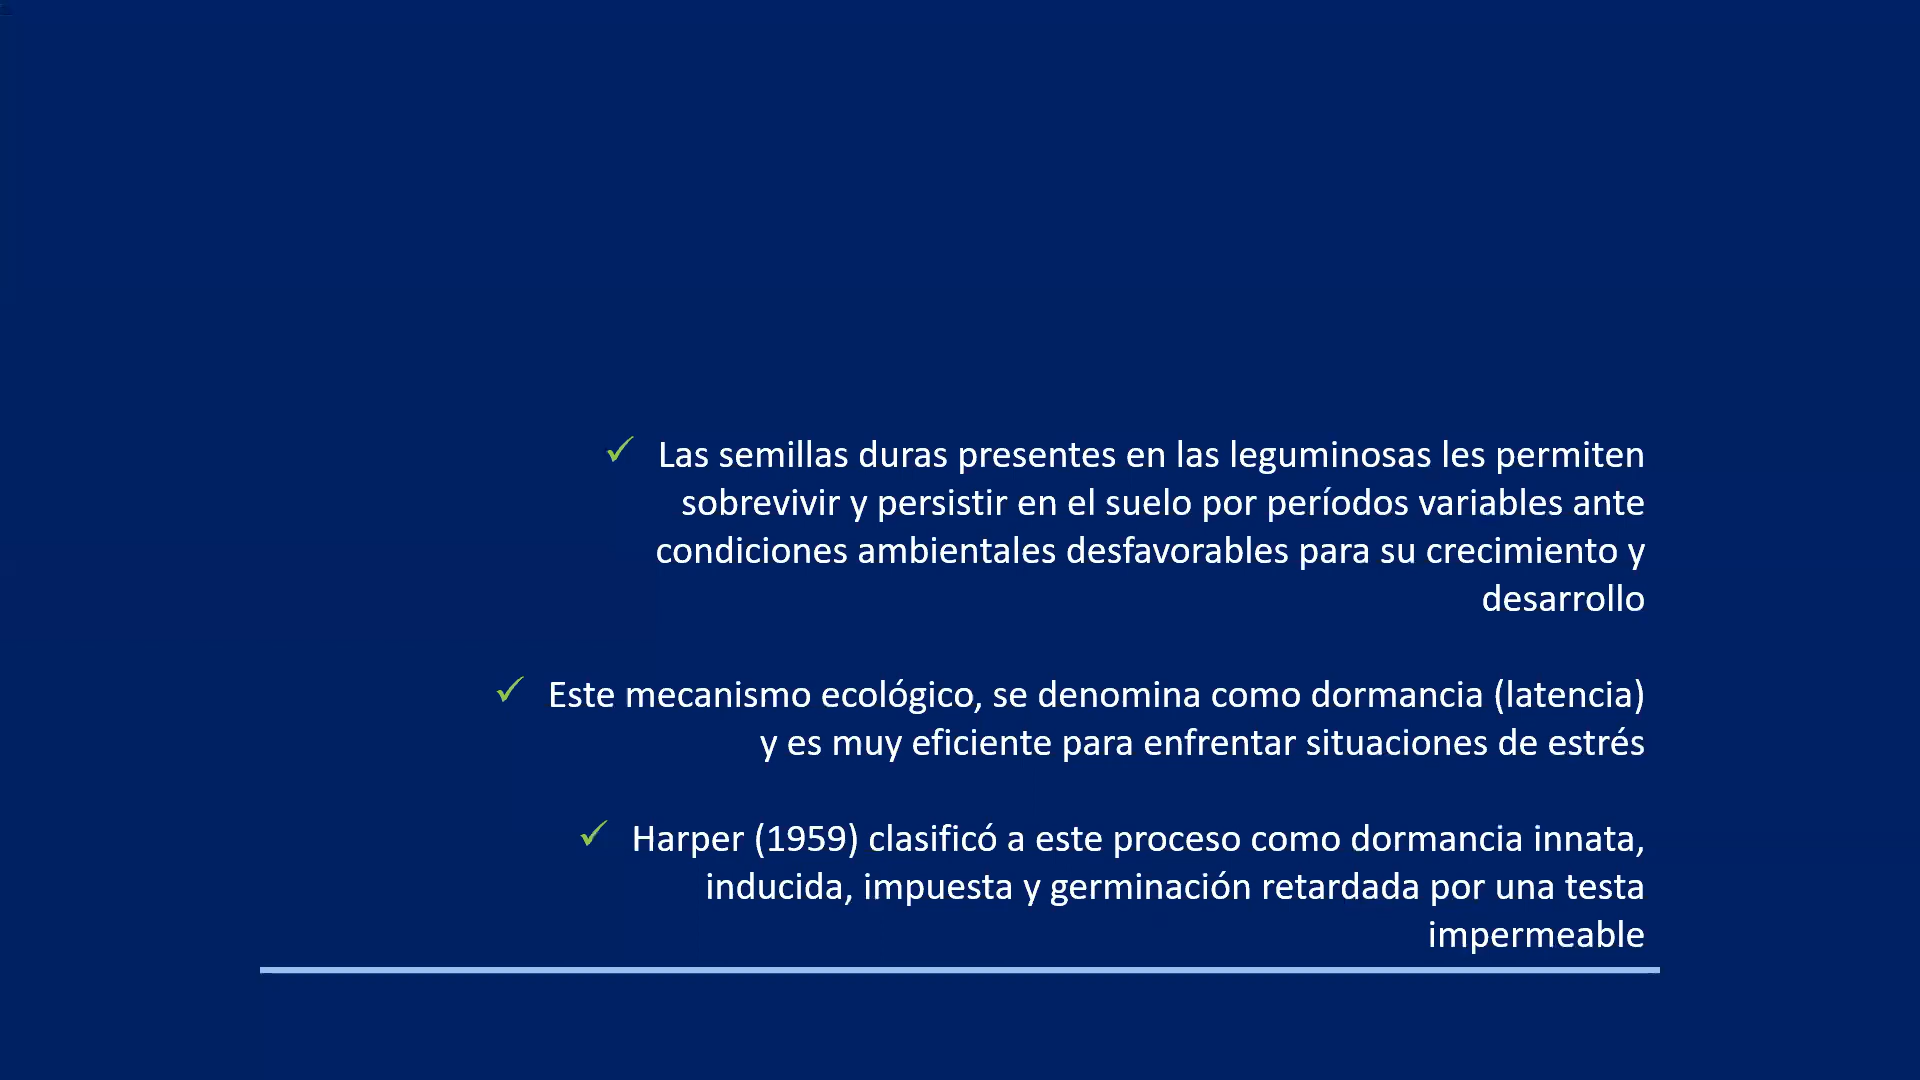 ✓ Las semillas duras presentes en las leguminosas les permiten
sobrevivir y persistir en el suelo por períodos variables ante
condiciones ambientales desfavorables para su crecimiento y
desarrollo
✓ Este mecanismo ecológico, se denomina como dormancia (latencia)
y es muy eficiente para enfrentar situaciones de estrés
✓ Harper (1959) clasificó a este proceso como dormancia innata,
inducida, impuesta y germinación retardada por una testa
impermeable